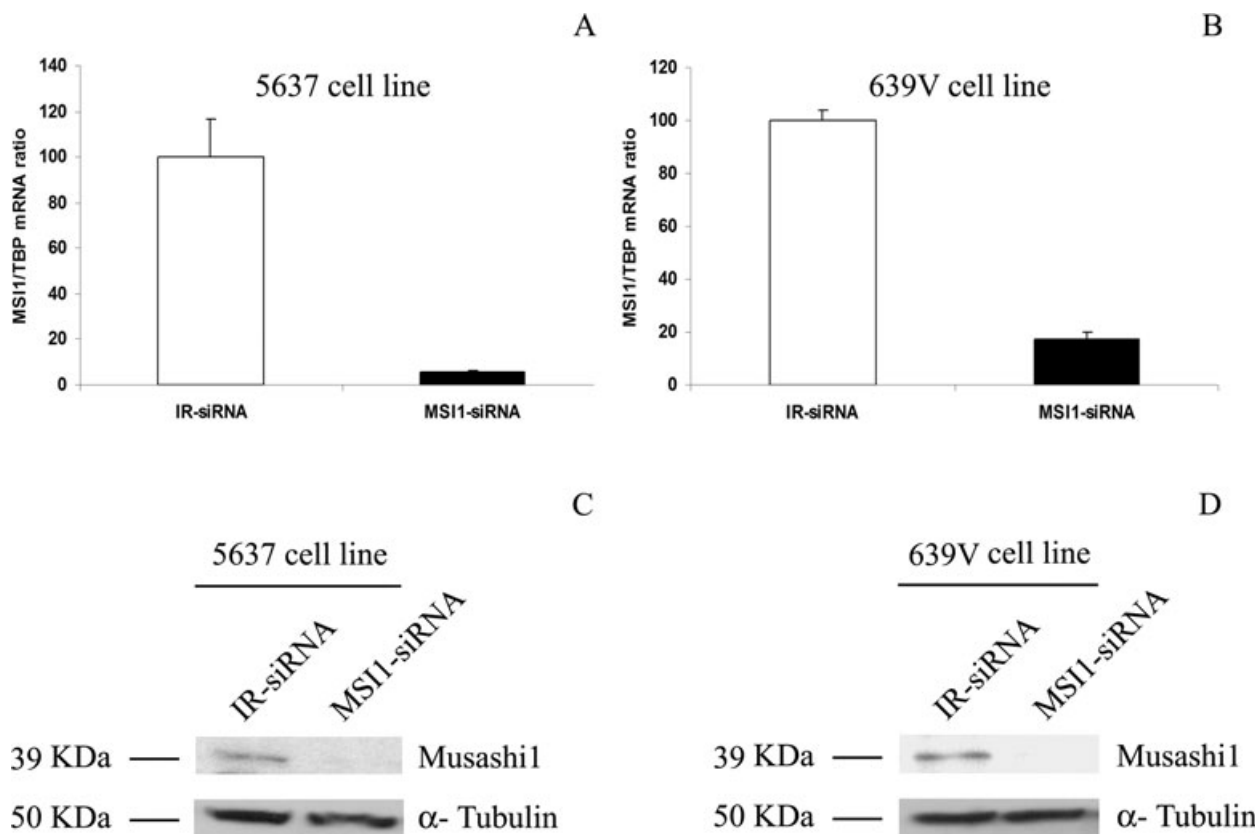 A
5637 cell line
MSI1/TBP mRNA ratio
140
120
100
80
60
40
20
0
IR-siRNA
MSI1-siRNA
B
639V cell line
MSI1/TBP mRNA ratio
120
100
80
60
40
20
0
IR-siRNA
MSI1-siRNA
C
5637 cell line
IR-siRNA
MSI1-siRNA
39 KDa
Musashi1
50 KDa
α- Tubulin
D
639V cell line
IR-siRNA
MSI1-siRNA
39 KDa
Musashi1
50 KDa
α- Tubulin